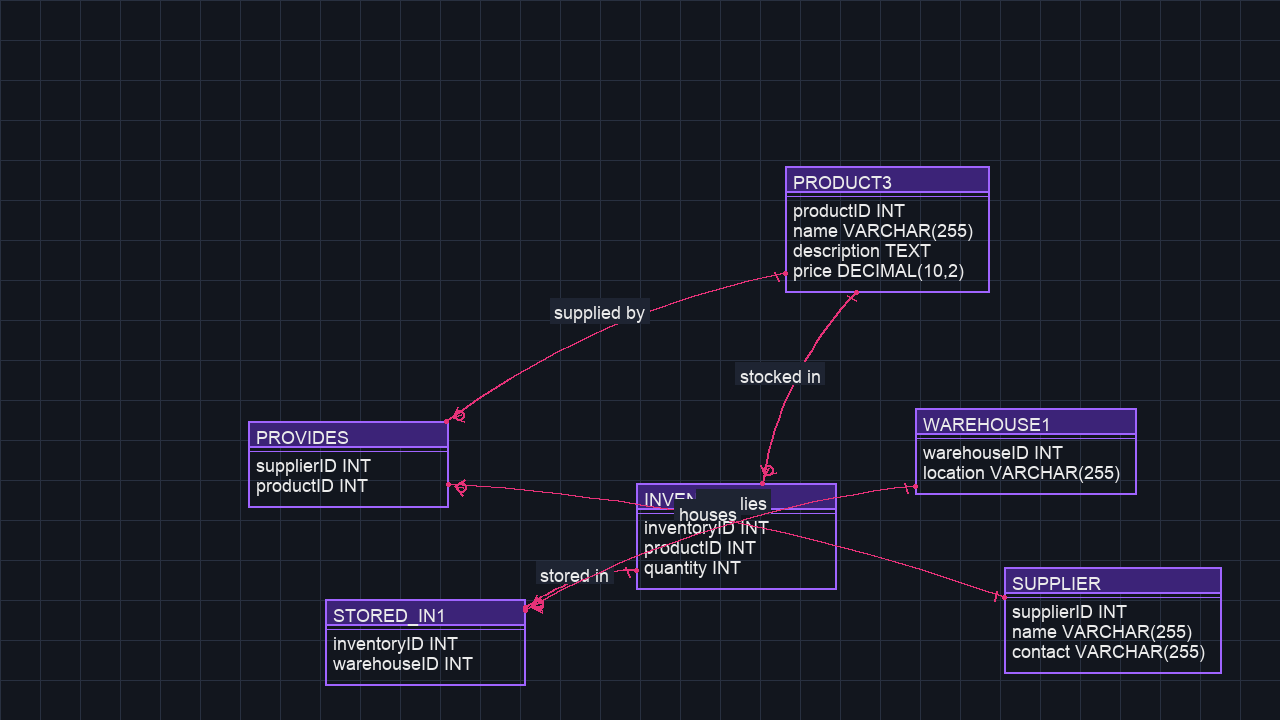 PRODUCT3
productID INT
name VARCHAR(255)
description TEXT
price DECIMAL(10,2)
supplied by
stocked in
PROVIDES
supplierID INT
productID INT
WAREHOUSE1
warehouseID INT
location VARCHAR(255)
lies
houses
inventoryID INT
productID INT
quantity INT
stored in
SUPPLIER
supplierID INT
name VARCHAR(255)
contact VARCHAR(255)
STORED_IN1
inventoryID INT
warehouseID INT